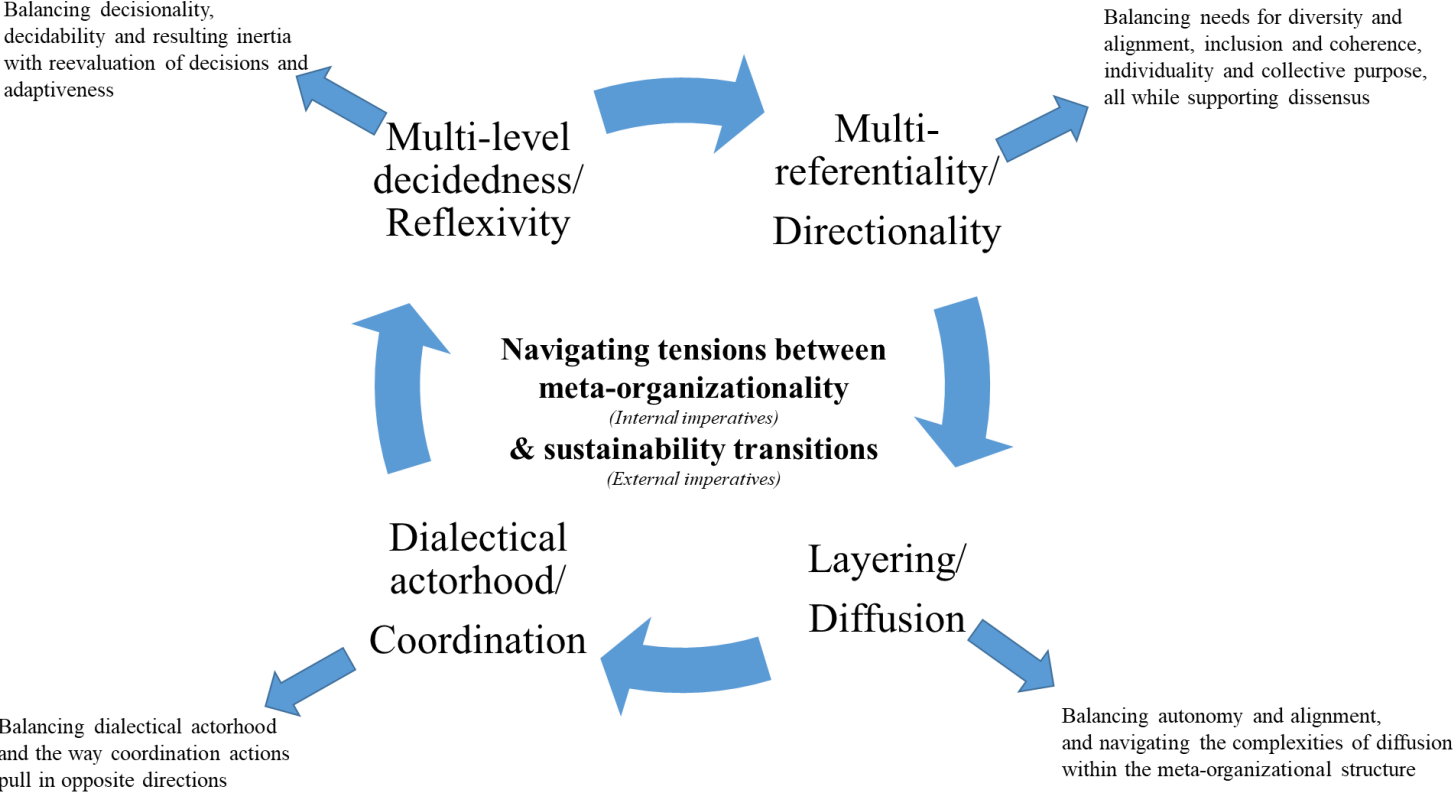 Balancing decisionality,
decidability and resulting inertia
with reevaluation of decisions and
adaptiveness
Balancing needs for diversity and
alignment, inclusion and coherence,
individuality and collective purpose,
all while supporting dissensus
Multi-level
decidedness/
Reflexivity
Multi-
referentiality/
Directionality
Navigating tensions between
meta-organizationality
(Internal imperatives)
& sustainability transitions
(External imperatives)
Dialectical
actorhood/
Coordination
Layering/
Diffusion
Balancing dialectical actorhood
and the way coordination actions
pull in opposite directions
Balancing autonomy and alignment,
and navigating the complexities of diffusion
within the meta-organizational structure